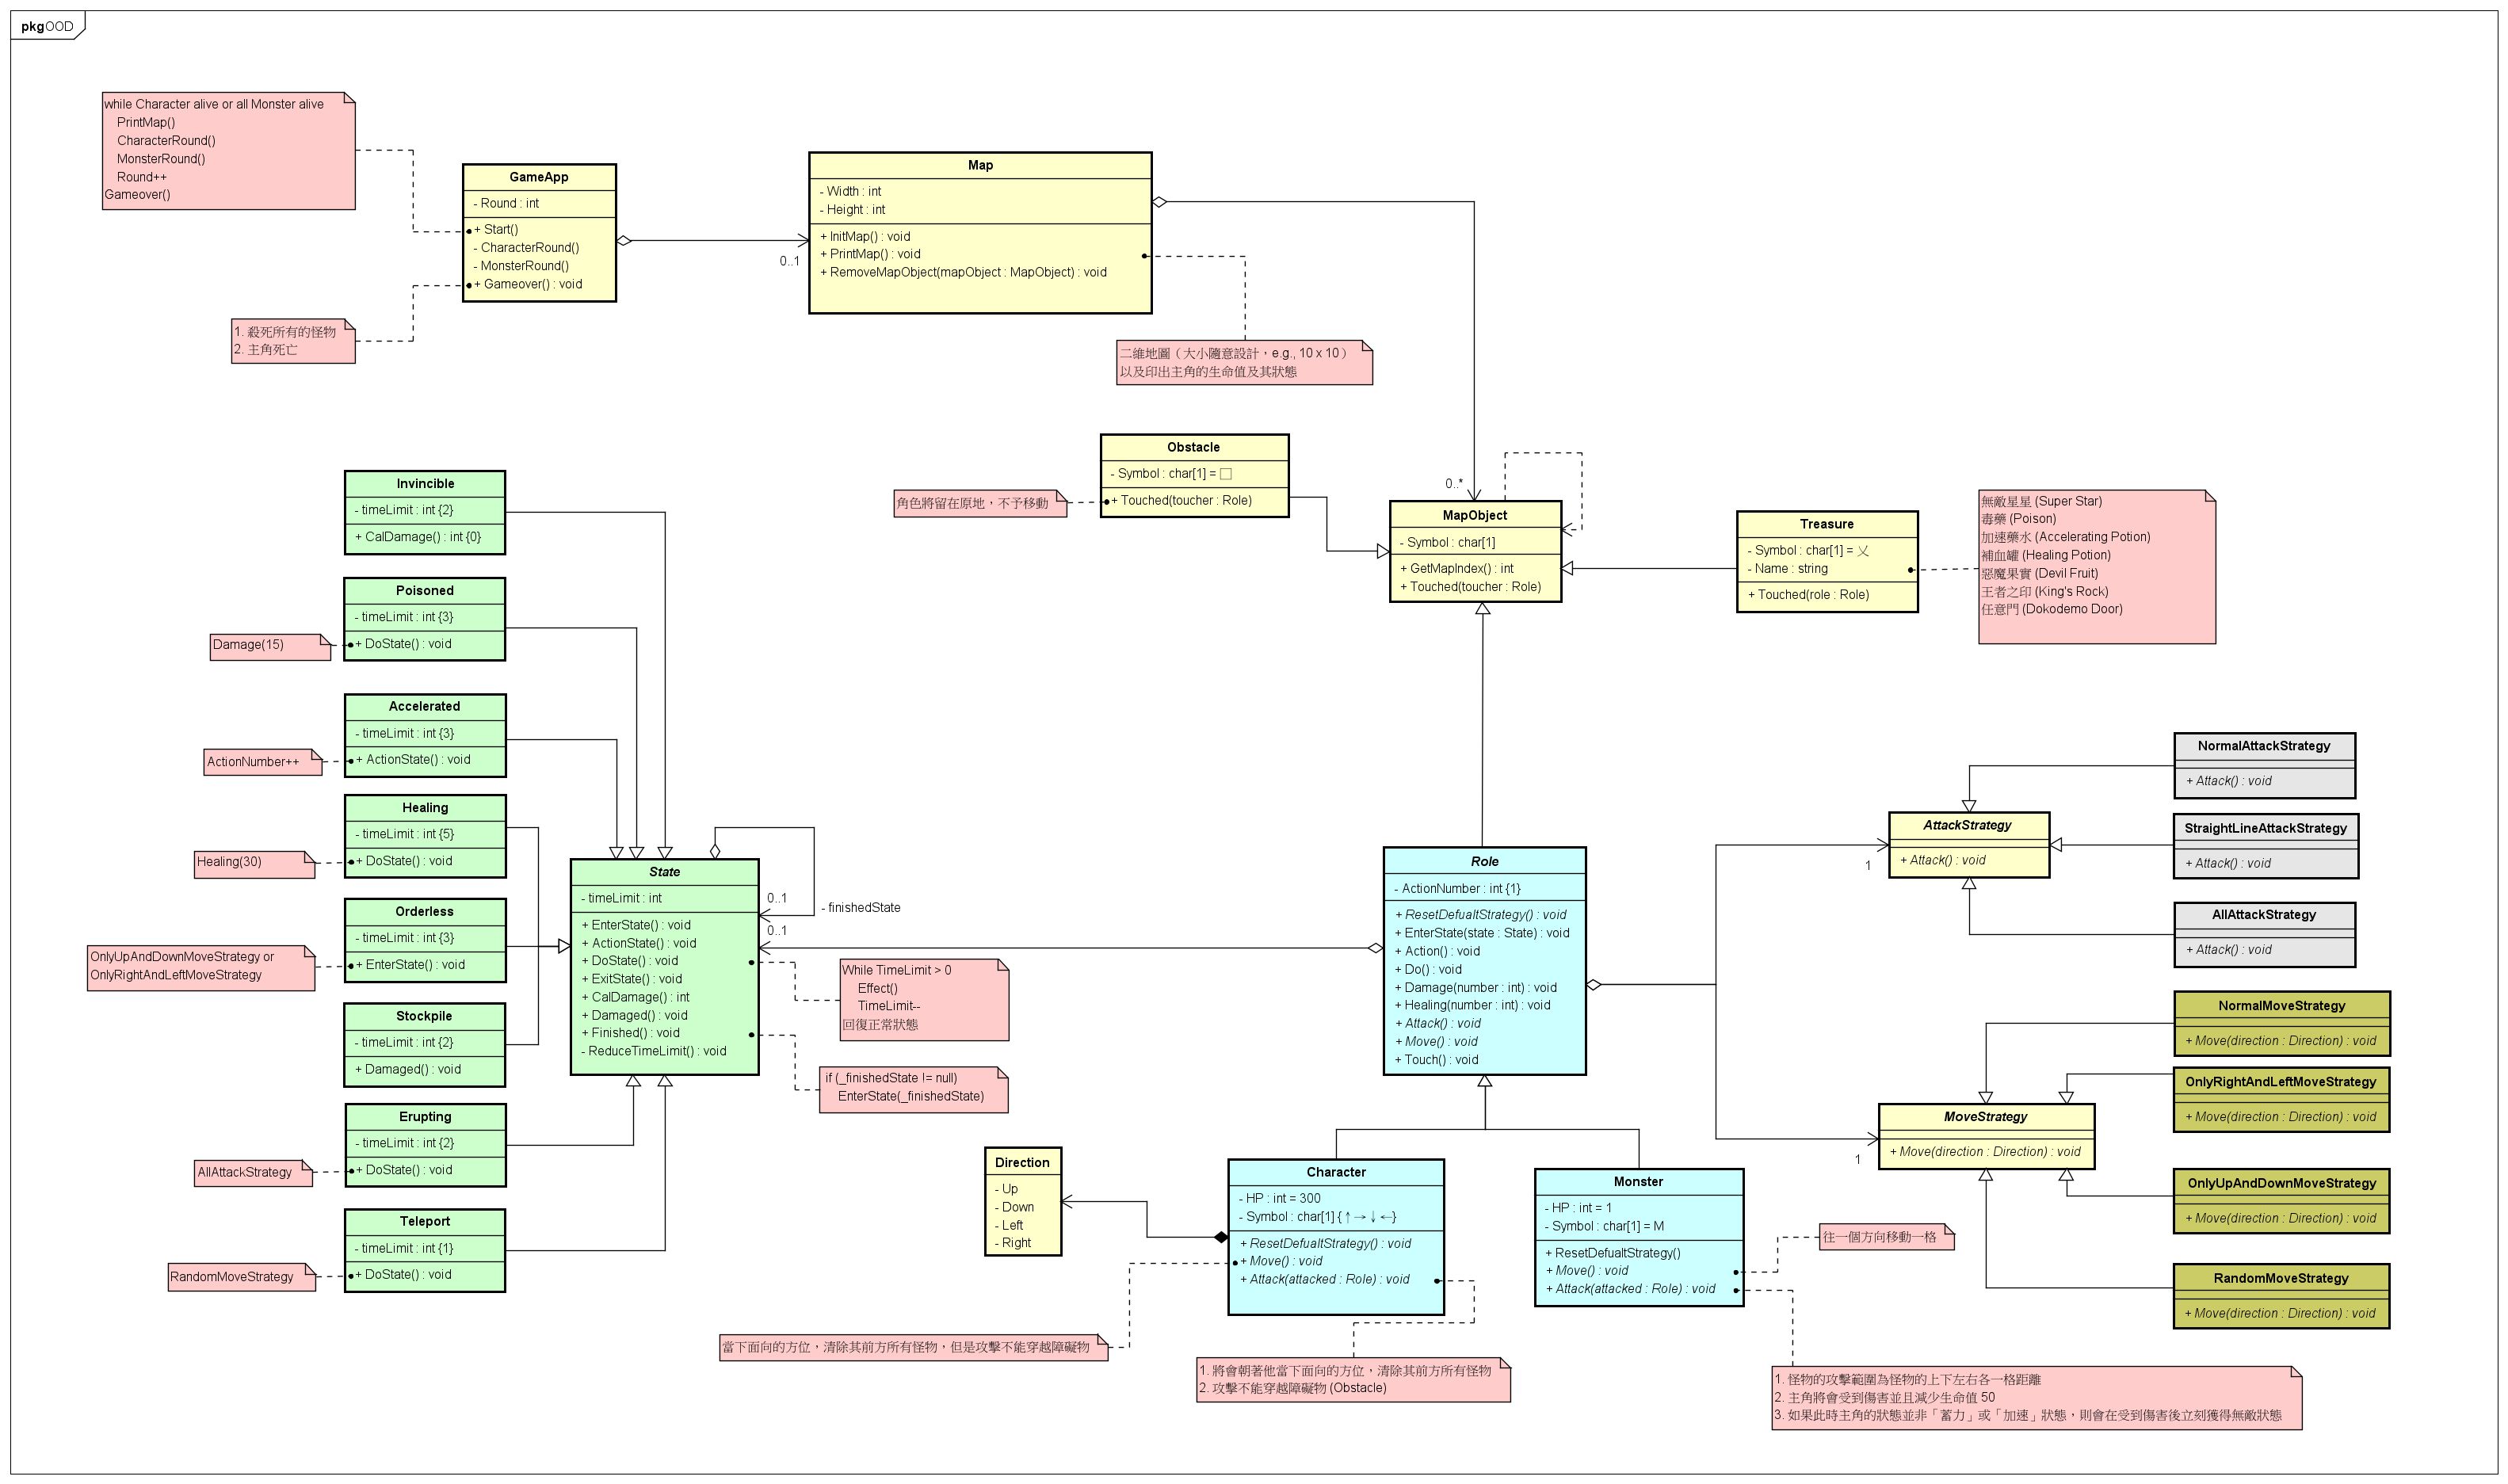 pkg OOD
while Character alive or all Monster alive
PrintMap()
CharacterRound()
MonsterRound()
Round++
Gameover()
GameApp
- Round : int
+ Start()
- CharacterRound()
- MonsterRound()
+ Gameover() : void
1. 殺死所有的怪物
2. 主角死亡
0..1
Map
- Width : int
- Height : int
+ InitMap() : void
+ PrintMap() : void
+ RemoveMapObject(mapObject : MapObject) : void
二維地圖（大小隨意設計，e.g., 10 x 10）
以及印出主角的生命值及其狀態
Obstacle
- Symbol : char[1] = □
+ Touched(toucher : Role)
角色將留在原地，不予移動
0..*
MapObject
- Symbol : char[1]
+ GetMapIndex() : int
+ Touched(toucher : Role)
Treasure
- Symbol : char[1] = 乂
- Name : string
+ Touched(role : Role)
無敵星星 (Super Star)
毒藥 (Poison)
加速藥水 (Accelerating Potion)
補血罐 (Healing Potion)
惡魔果實 (Devil Fruit)
王者之印 (King's Rock)
任意門 (Dokodemo Door)
Invincible
- timeLimit : int {2}
+ CalDamage() : int {0}
Poisoned
- timeLimit : int {3}
+ DoState() : void
Damage(15)
Accelerated
- timeLimit : int {3}
+ ActionState() : void
ActionNumber++
Healing
- timeLimit : int {5}
+ DoState() : void
Healing(30)
Orderless
- timeLimit : int {3}
+ EnterState() : void
OnlyUpAndDownMoveStrategy or
OnlyRightAndLeftMoveStrategy
Stockpile
- timeLimit : int {2}
+ Damaged() : void
Erupting
- timeLimit : int {2}
+ DoState() : void
AllAttackStrategy
Teleport
- timeLimit : int {1}
+ DoState() : void
RandomMoveStrategy
State
- timeLimit : int
+ EnterState() : void
+ ActionState() : void
+ DoState() : void
+ ExitState() : void
+ CalDamage() : int
+ Damaged() : void
+ Finished() : void
- ReduceTimeLimit() : void
0..1
- finishedState
0..1
While TimeLimit > 0
Effect()
TimeLimit--
回復正常狀態
if (_finishedState != null)
EnterState(_finishedState)
Role
- ActionNumber : int {1}
+ ResetDefualtStrategy() : void
+ EnterState(state : State) : void
+ Action() : void
+ Do() : void
+ Damage(number : int) : void
+ Healing(number : int) : void
+ Attack() : void
+ Move() : void
+ Touch() : void
1
AttackStrategy
+ Attack() : void
NormalAttackStrategy
+ Attack() : void
StraightLineAttackStrategy
+ Attack() : void
AllAttackStrategy
+ Attack() : void
1
MoveStrategy
+ Move(direction : Direction) : void
NormalMoveStrategy
+ Move(direction : Direction) : void
OnlyRightAndLeftMoveStrategy
+ Move(direction : Direction) : void
OnlyUpAndDownMoveStrategy
+ Move(direction : Direction) : void
RandomMoveStrategy
+ Move(direction : Direction) : void
Direction
- Up
- Down
- Left
- Right
Character
- HP : int = 300
- Symbol : char[1] {↑→↓←}
+ ResetDefualtStrategy() : void
+ Move() : void
+ Attack(attacked : Role) : void
Monster
- HP : int = 1
- Symbol : char[1] = M
+ ResetDefualtStrategy()
+ Move() : void
+ Attack(attacked : Role) : void
往一個方向移動一格
當下面向的方位，清除其前方所有怪物，但是攻擊不能穿越障礙物
1. 將會朝著他當下面向的方位，清除其前方所有怪物
2. 攻擊不能穿越障礙物 (Obstacle)
1. 怪物的攻擊範圍為怪物的上下左右各一格距離
2. 主角將會受到傷害並且減少生命值 50
3. 如果此時主角的狀態並非「蓄力」或「加速」狀態，則會在受到傷害後立刻獲得無敵狀態